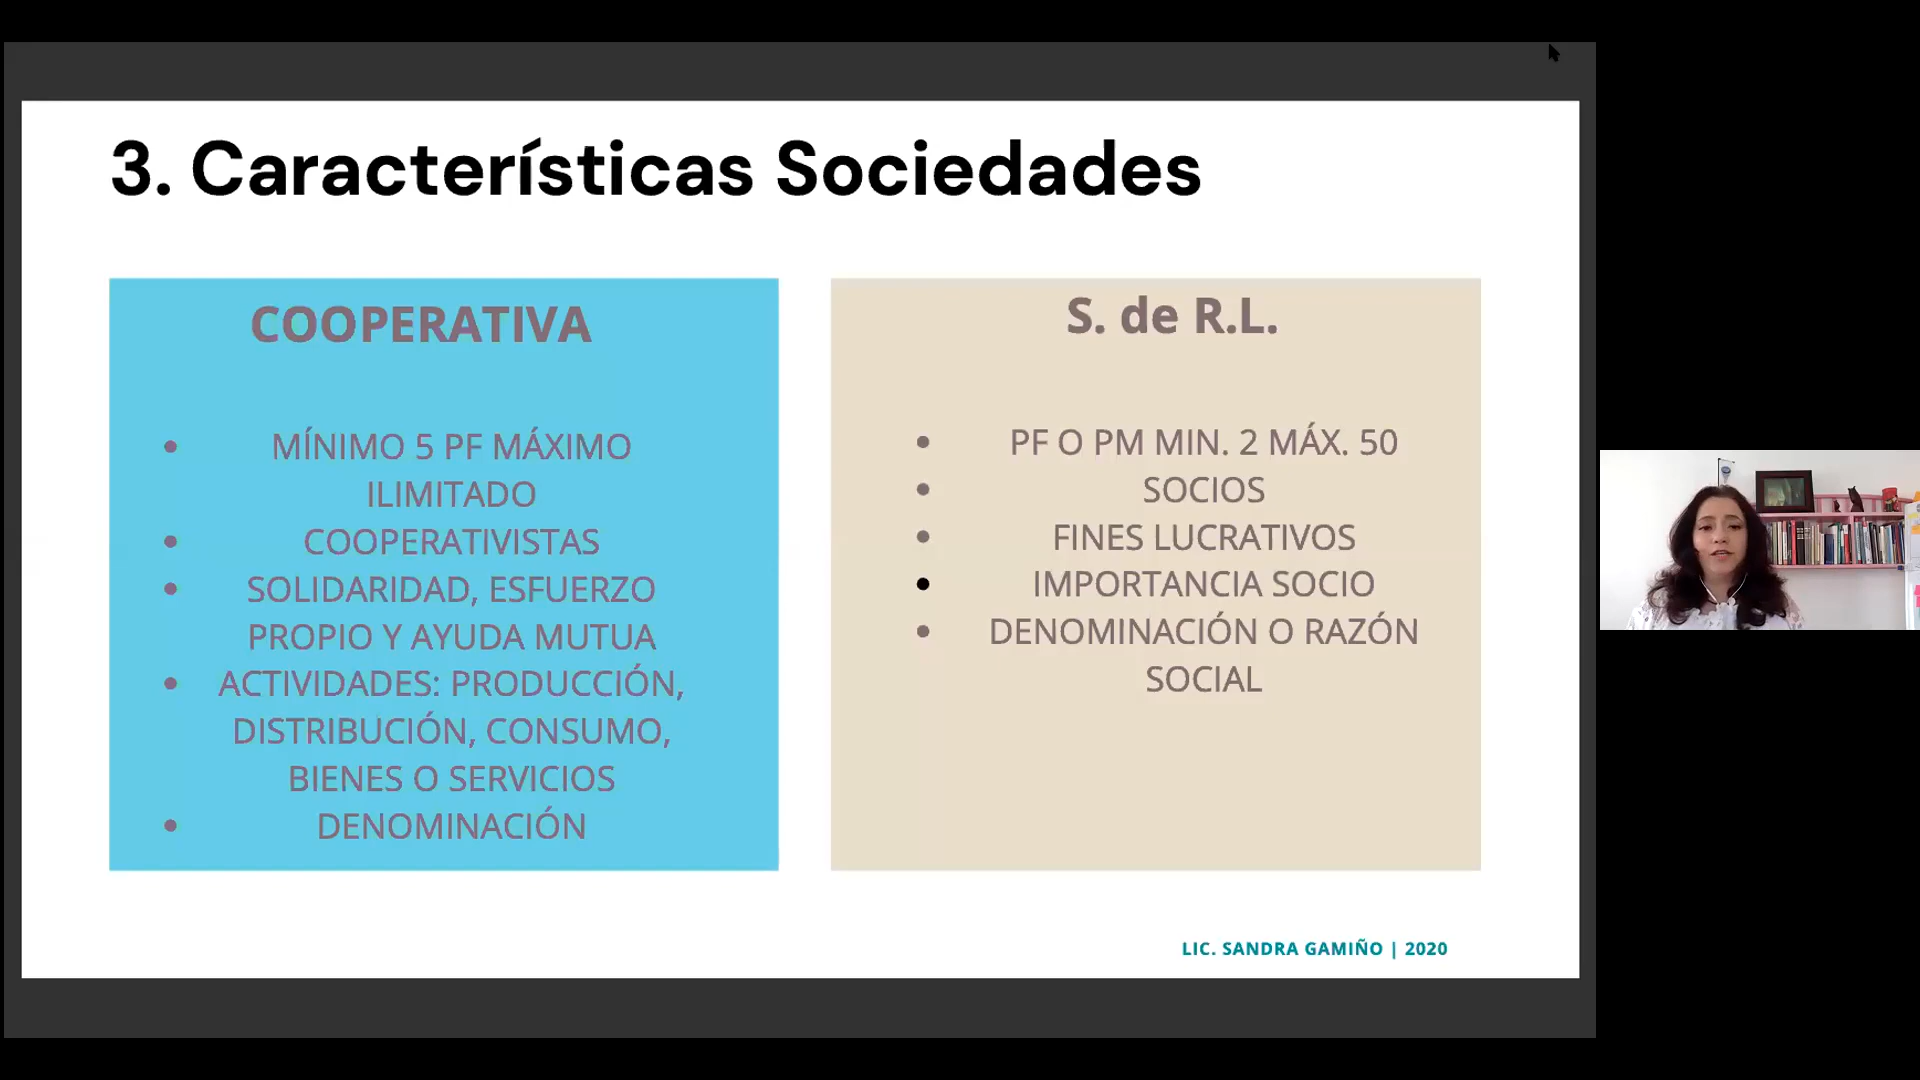 3. Características Sociedades
COOPERATIVA
MÍNIMO 5 PF MÁXIMO
ILIMITADO
COOPERATIVISTAS
SOLIDARIDAD, ESFUERZO
PROPIO Y AYUDA MUTUA
ACTIVIDADES: PRODUCCIÓN,
DISTRIBUCIÓN, CONSUMO,
BIENES O SERVICIOS
DENOMINACIÓN
S. de R.L.
PF O PM MIN. 2 MÁX. 50
SOCIOS
FINES LUCRATIVOS
IMPORTANCIA SOCIO
DENOMINACIÓN O RAZÓN
SOCIAL
LIC. SANDRA GAMIÑO | 2020